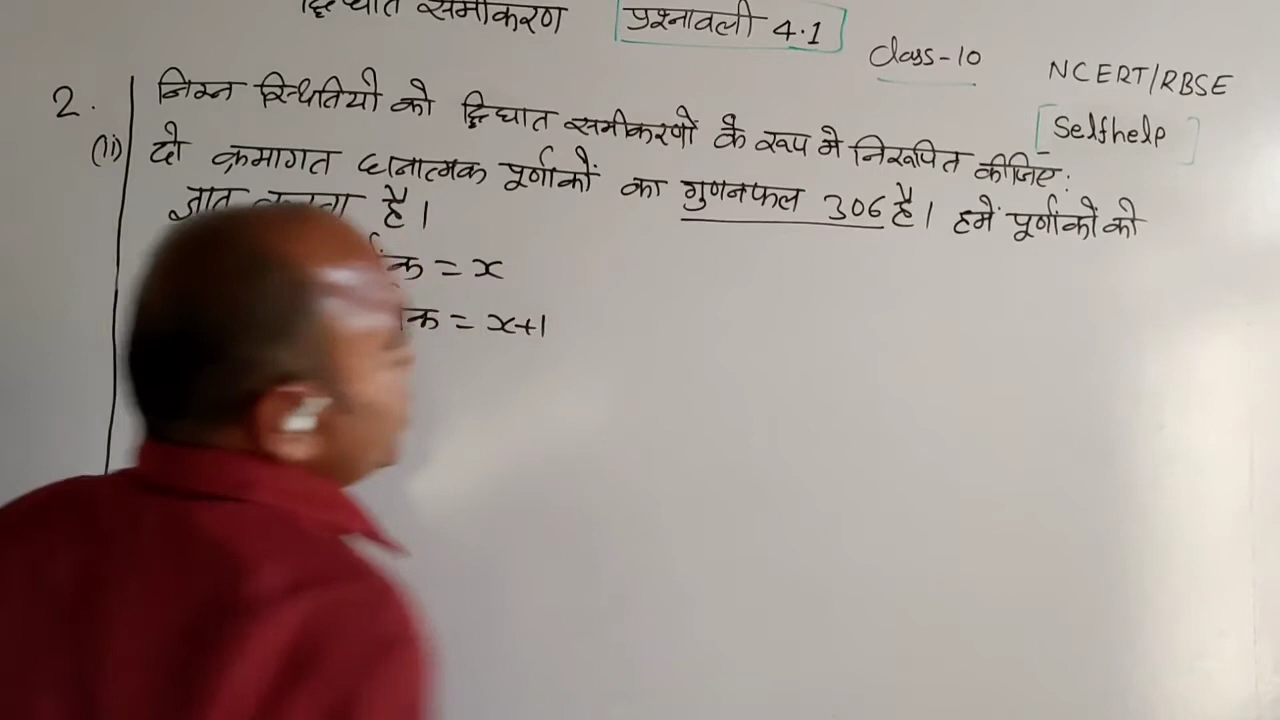 द्विघात समीकरण प्रश्नावली 4.1
Class-10 NCERT/RBSE
Selfhelp
2. निम्न स्थितियो को द्विघात समीकरणों के रूप मे निरूपित कीजिए:
(ii) दो क्रमागत धनात्मक पूर्णाकों का गुणनफल 306 है। हमें पूर्णाकों को
ज्ञात करना है।
= x
= x+1